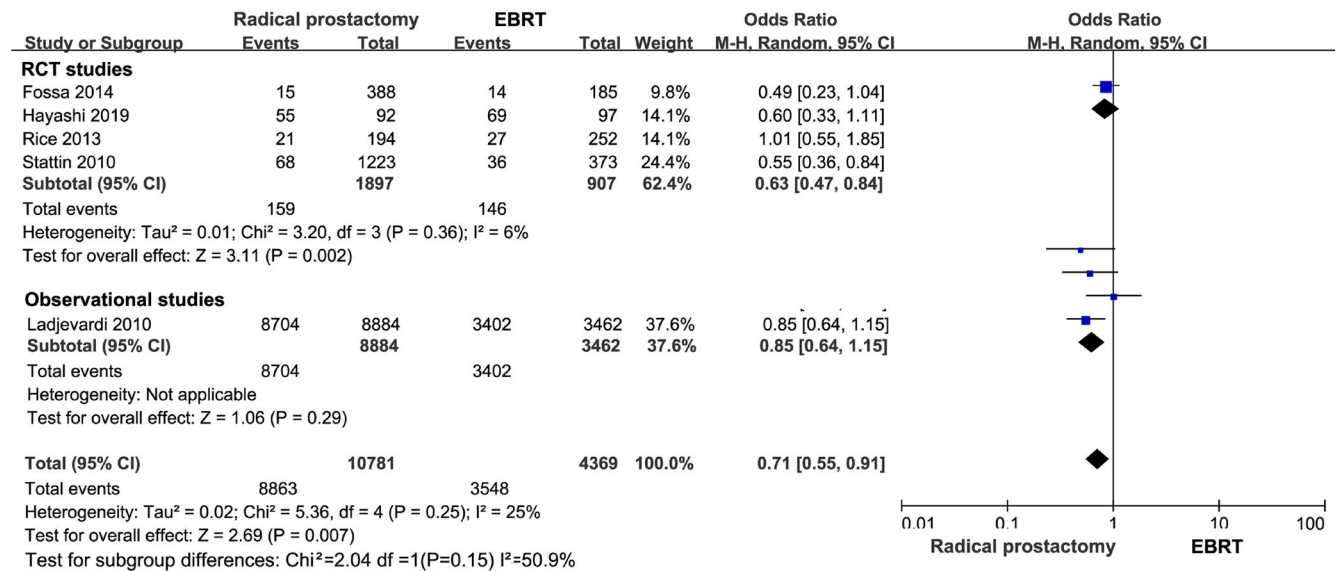 Radical prostactomy EBRT Odds Ratio Odds Ratio
Study or Subgroup Events Total Events Total Weight M-H, Random, 95% CI M-H, Random, 95% CI
RCT studies
Fossa 2014 15 388 14 185 9.8% 0.49 [0.23, 1.04]
Hayashi 2019 55 92 69 97 14.1% 0.60 [0.33, 1.11]
Rice 2013 21 194 27 252 14.1% 1.01 [0.55, 1.85]
Stattin 2010 68 1223 36 373 24.4% 0.55 [0.36, 0.84]
Subtotal (95% CI) 1897 907 62.4% 0.63 [0.47, 0.84]
Total events 159 146
Heterogeneity: Tau² = 0.01; Chi² = 3.20, df = 3 (P = 0.36); I² = 6%
Test for overall effect: Z = 3.11 (P = 0.002)
Observational studies
Ladjevardi 2010 8704 8884 3402 3462 37.6% 0.85 [0.64, 1.15]
Subtotal (95% CI) 8884 3462 37.6% 0.85 [0.64, 1.15]
Total events 8704 3402
Heterogeneity: Not applicable
Test for overall effect: Z = 1.06 (P = 0.29)
Total (95% CI) 10781 4369 100.0% 0.71 [0.55, 0.91]
Total events 8863 3548
Heterogeneity: Tau² = 0.02; Chi² = 5.36, df = 4 (P = 0.25); I² = 25%
Test for overall effect: Z = 2.69 (P = 0.007)
Test for subgroup differences: Chi²=2.04 df =1(P=0.15) I²=50.9%
0.01 0.1 1 10 100
Radical prostactomy EBRT